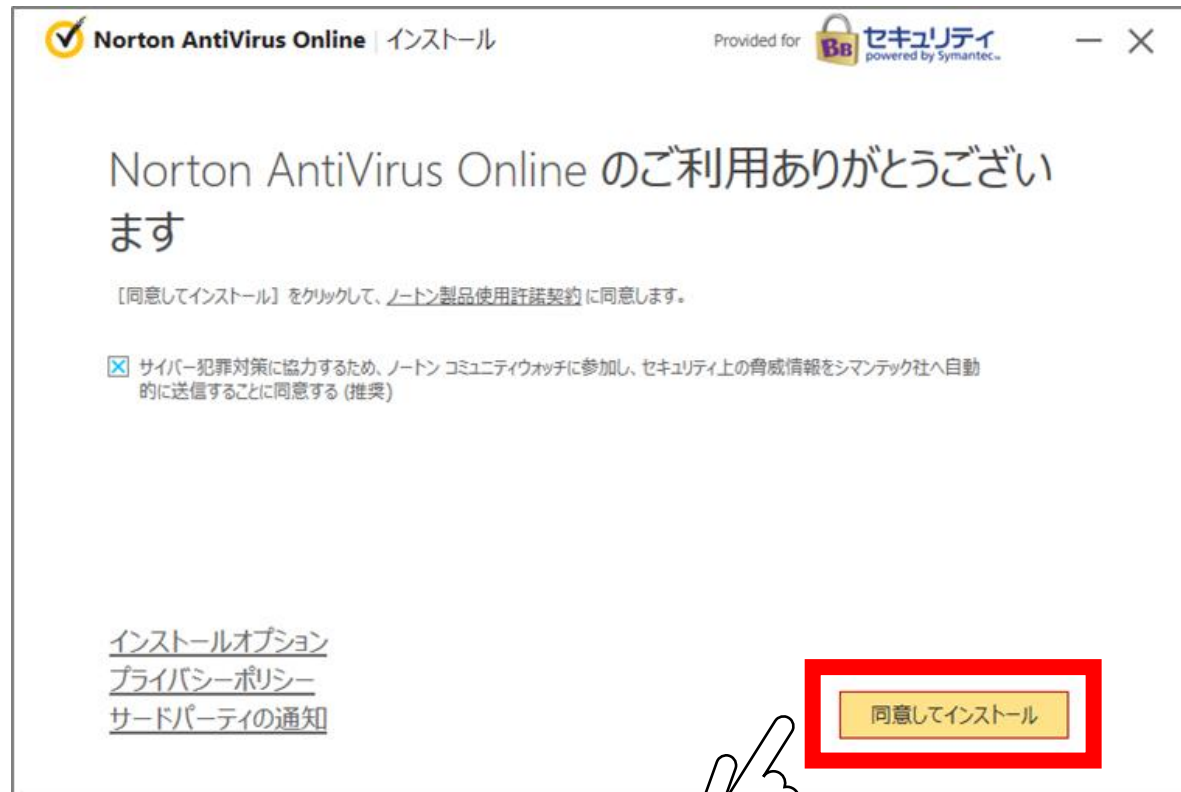 Norton AntiVirus Online インストール Provided for BB セキュリティ
powered by Symantec™
Norton AntiVirus Online のご利用ありがとうござい
ます
[同意してインストール] をクリックして、ノートン製品使用許諾契約 に同意します。
サイバー犯罪対策に協力するため、ノートン コミュニティウォッチに参加し、セキュリティ上の脅威情報をシマンテック社へ自動
的に送信することに同意する (推奨)
インストールオプション
プライバシーポリシー
サードパーティの通知
同意してインストール